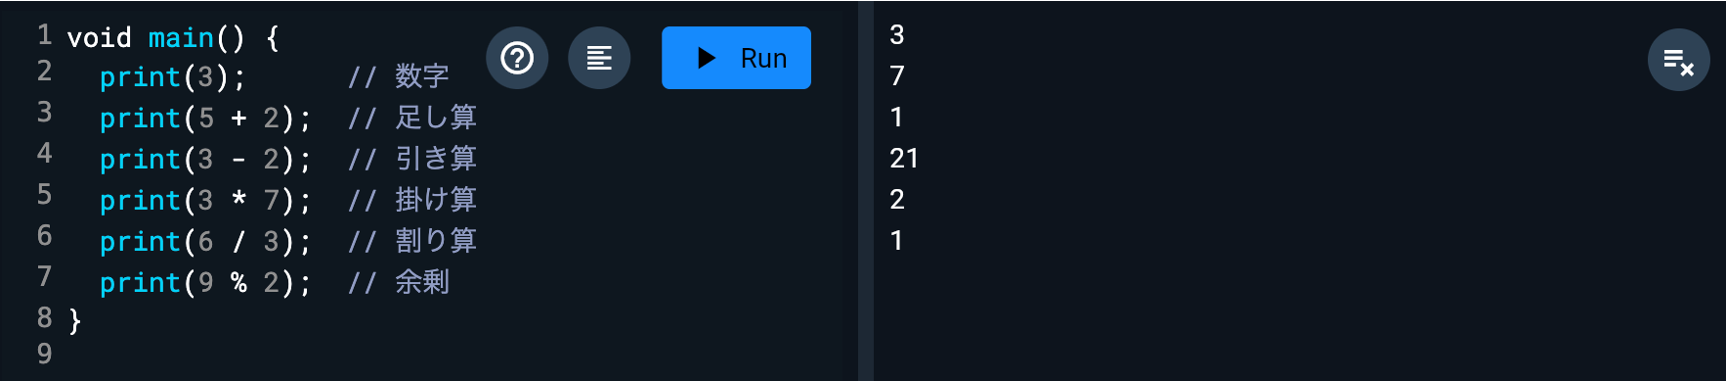 1 void main() {
2   print(3);       // 数字
3   print(5 + 2);  // 足し算
4   print(3 - 2);  // 引き算
5   print(3 * 7);  // 掛け算
6   print(6 / 3);  // 割り算
7   print(9 % 2);  // 余剰
8 }
9
Run
3
7
1
21
2
1